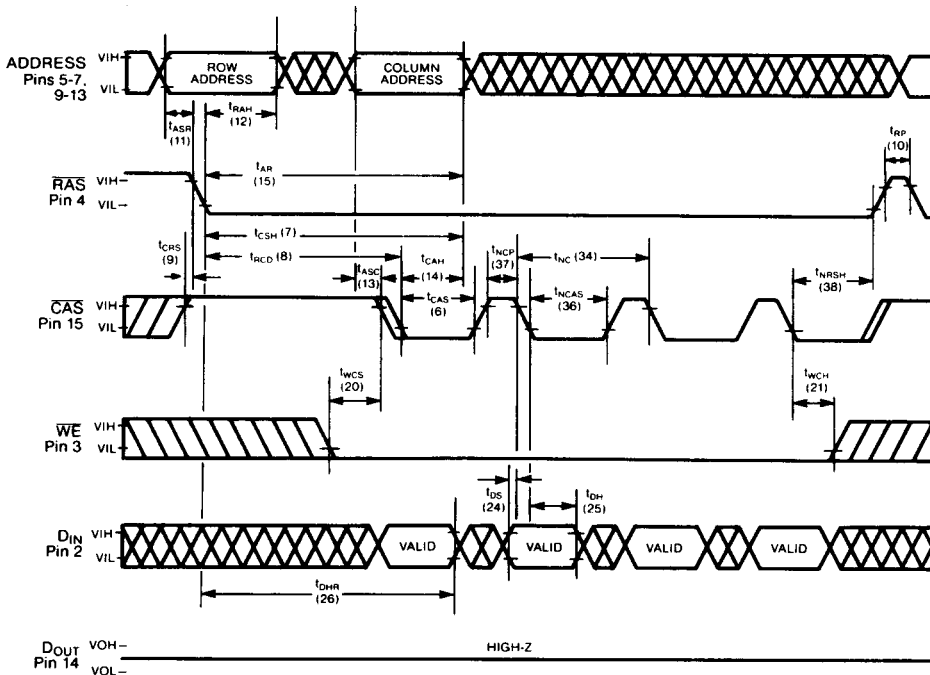 ADDRESS
Pins 5-7,
9-13
VIH
VIL
ROW
ADDRESS
COLUMN
ADDRESS
tASR
(11)
tRAH
(12)
tRP
(10)
RAS
Pin 4
VIH
VIL
tAR
(15)
tCSH (7)
tCRS
(9)
tRCD (8)
tASC
(13)
tCAH
(14)
tNCP
(37)
tNC (34)
tNRSH
(38)
CAS
Pin 15
VIH
VIL
tCAS
(6)
tNCAS
(36)
tWCS
(20)
tWCH
(21)
WE
Pin 3
VIH
VIL
tDS
(24)
tDH
(25)
DIN
Pin 2
VIH
VIL
VALID
VALID
VALID
VALID
tDHR
(26)
DOUT
Pin 14
VOH
VOL
HIGH-Z